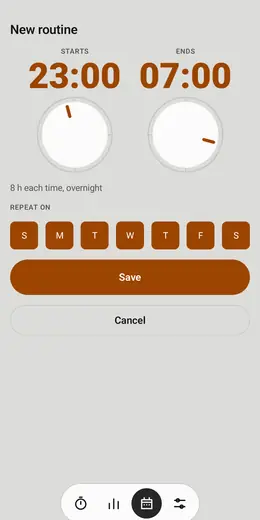 New routine
STARTS ENDS
23:00 07:00
8 h each time, overnight
REPEAT ON
S M T W T F S
Save
Cancel